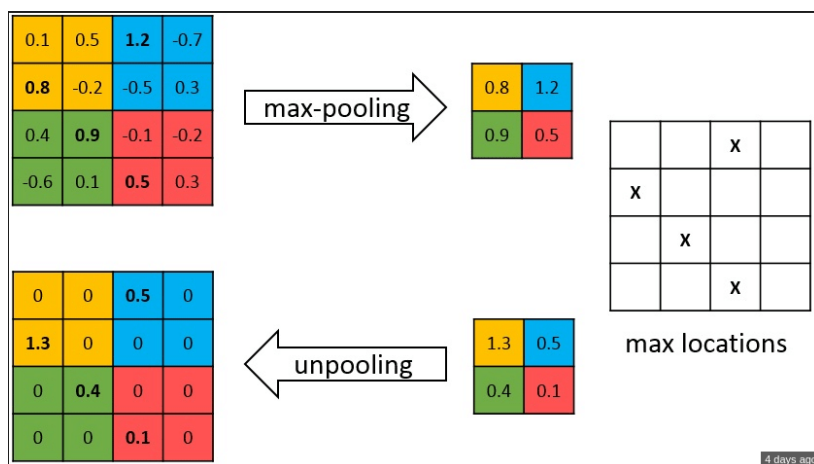 0.1 0.5 1.2 -0.7
0.8 -0.2 -0.5 0.3
0.4 0.9 -0.1 -0.2
-0.6 0.1 0.5 0.3
max-pooling
0.8 1.2
0.9 0.5
X
X
X
X
max locations
0 0 0.5 0
1.3 0 0 0
0 0.4 0 0
0 0 0.1 0
unpooling
1.3 0.5
0.4 0.1
4 days ago